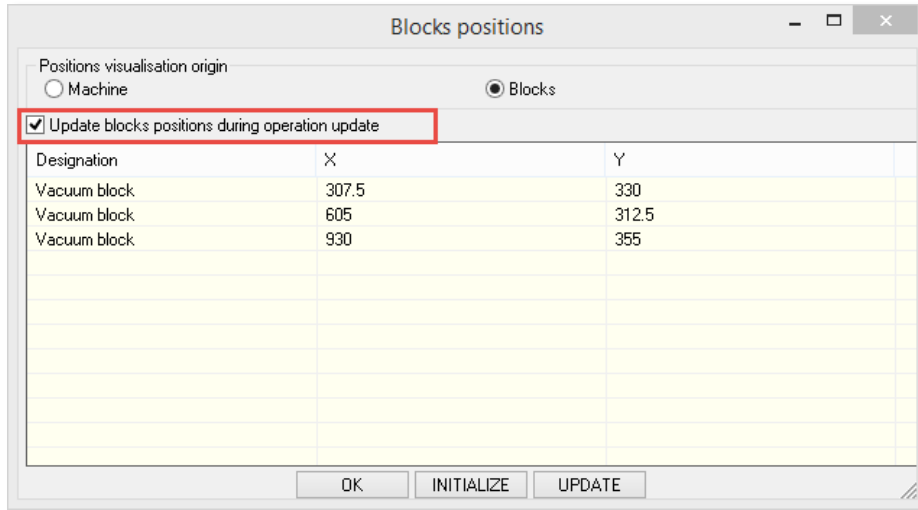 Blocks positions
Positions visualisation origin
Machine Blocks
Update blocks positions during operation update
Designation X Y
Vacuum block 307.5 330
Vacuum block 605 312.5
Vacuum block 930 355
OK INITIALIZE UPDATE